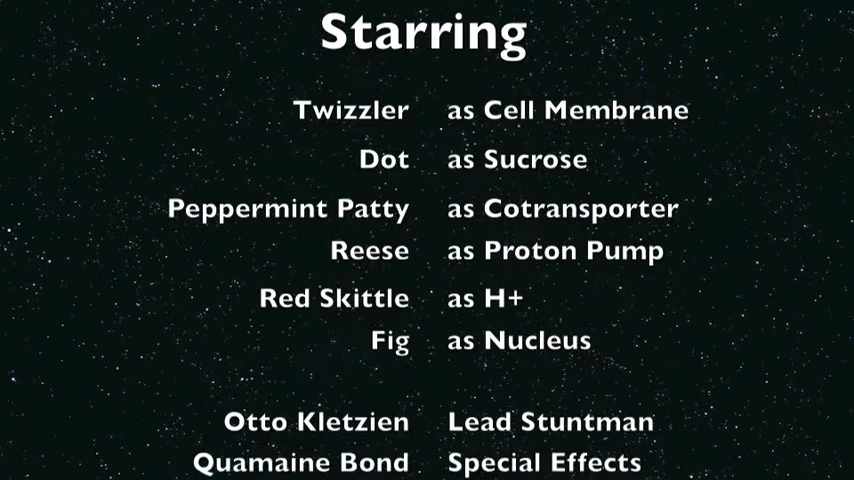 Starring
Twizzler as Cell Membrane
Dot as Sucrose
Peppermint Patty as Cotransporter
Reese as Proton Pump
Red Skittle as H+
Fig as Nucleus
Otto Kletzien Lead Stuntman
Quamaine Bond Special Effects